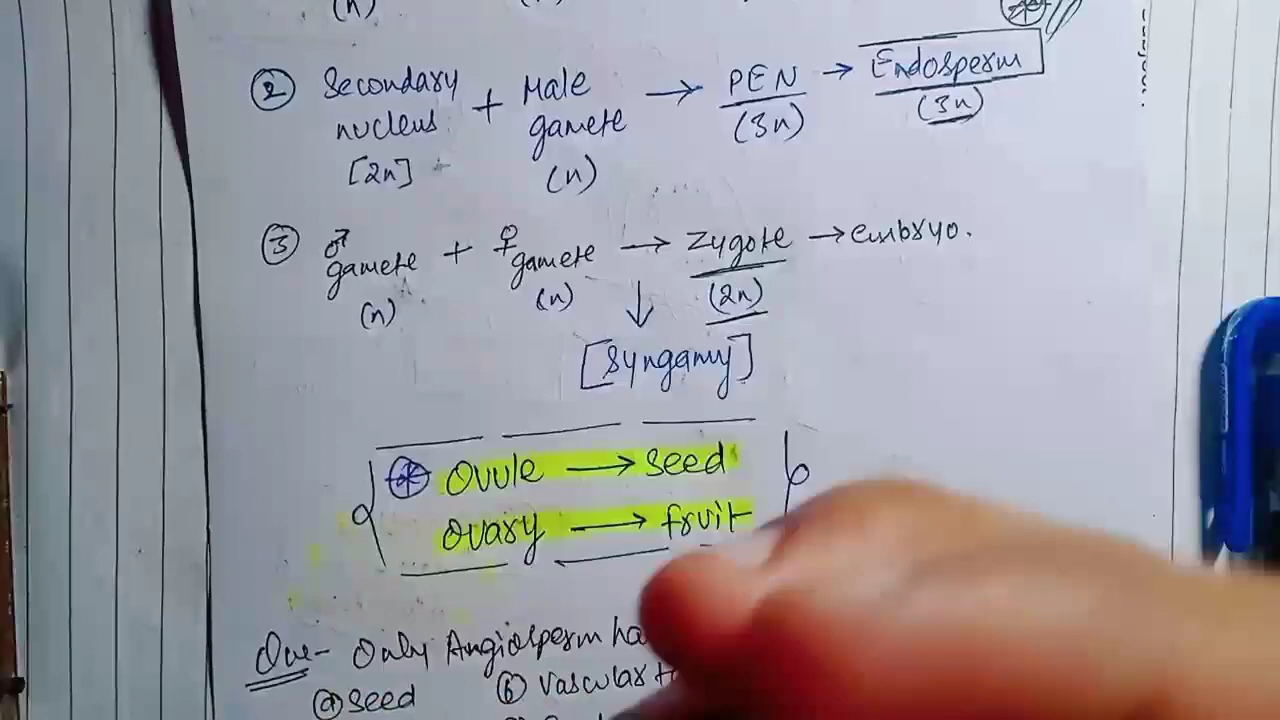 (n)
② Secondary nucleus [2n] + Male gamete (n) → PEN (3n) → Endosperm (3n)
③ ♂ gamete (n) + ♀ gamete (n) → Zygote (2n) → embryo.
↓
[Syngamy]
Ovule → seed
Ovary → fruit
Que- Only Angiosperm
ⓐ seed ⓑ Vascular